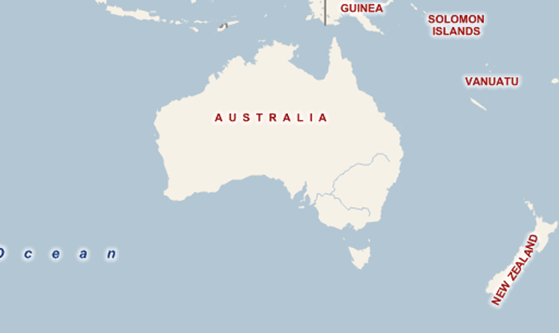 GUINEA
SOLOMON
ISLANDS
VANUATU
AUSTRALIA
Ocean
NEW ZEALAND